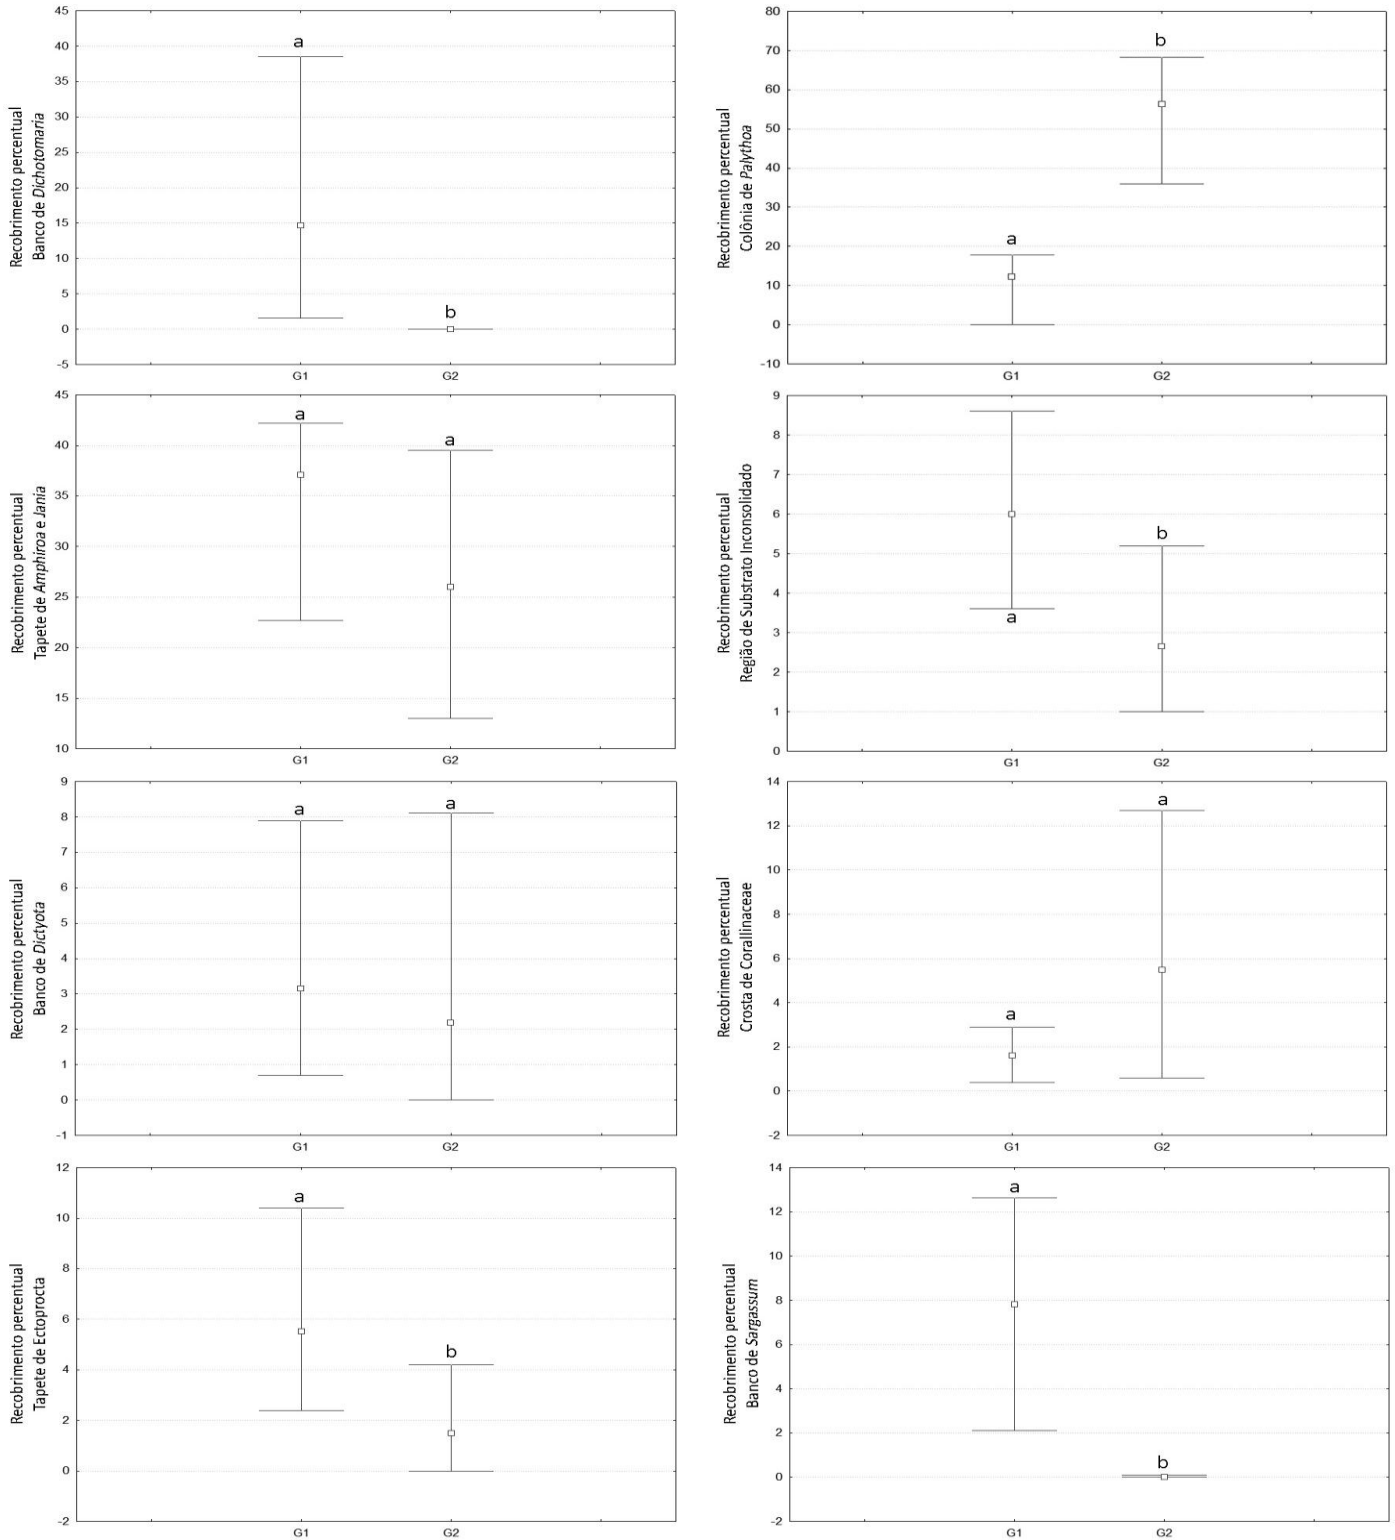 Recobrimento percentual
Banco de Dichotomaria
45
40
35
30
25
20
15
10
5
0
-5
a
b
G1
G2
Recobrimento percentual
Colônia de Palythoa
80
70
60
50
40
30
20
10
0
-10
b
a
G1
G2
Recobrimento percentual
Tapete de Amphiroa e Jania
45
40
35
30
25
20
15
10
a
a
G1
G2
Recobrimento percentual
Região de Substrato Inconsolidado
9
8
7
6
5
4
3
2
1
0
b
a
G1
G2
Recobrimento percentual
Banco de Dictyota
9
8
7
6
5
4
3
2
1
0
-1
a
a
G1
G2
Recobrimento percentual
Crosta de Corallinaceae
14
12
10
8
6
4
2
0
-2
a
a
G1
G2
Recobrimento percentual
Tapete de Ectoprocta
12
10
8
6
4
2
0
-2
a
b
G1
G2
Recobrimento percentual
Banco de Sargassum
14
12
10
8
6
4
2
0
-2
a
b
G1
G2